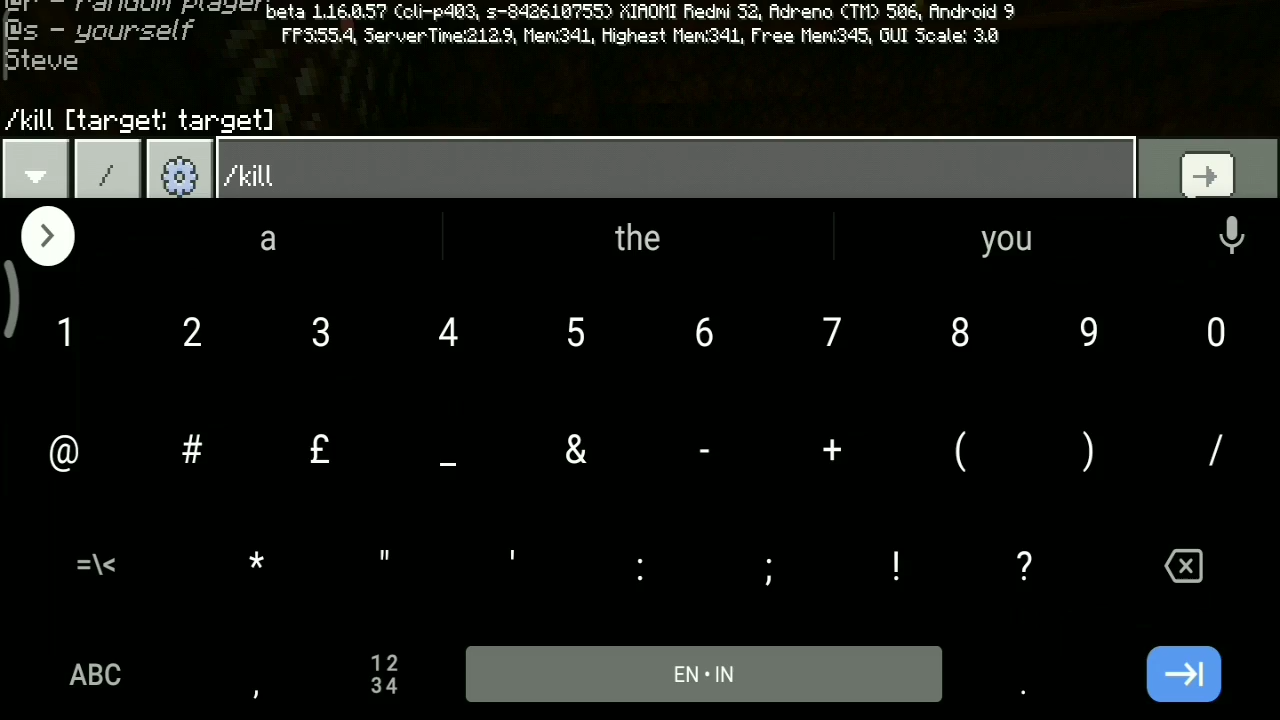 @r - random player
beta 1.16.0.57 (cli-p403, s-842610755) XIAOMI Redmi S2, Adreno (TM) 506, Android 9
@s - yourself
FPS:55.4, ServerTime:212.9, Mem:341, Highest Mem:341, Free Mem:345, GUI Scale: 3.0
Steve
/kill [target: target]
/ /kill
a the you
1 2 3 4 5 6 7 8 9 0
@ # £ _ & - + ( ) /
=\< * " ' : ; ! ?
ABC , 12 34 EN • IN .